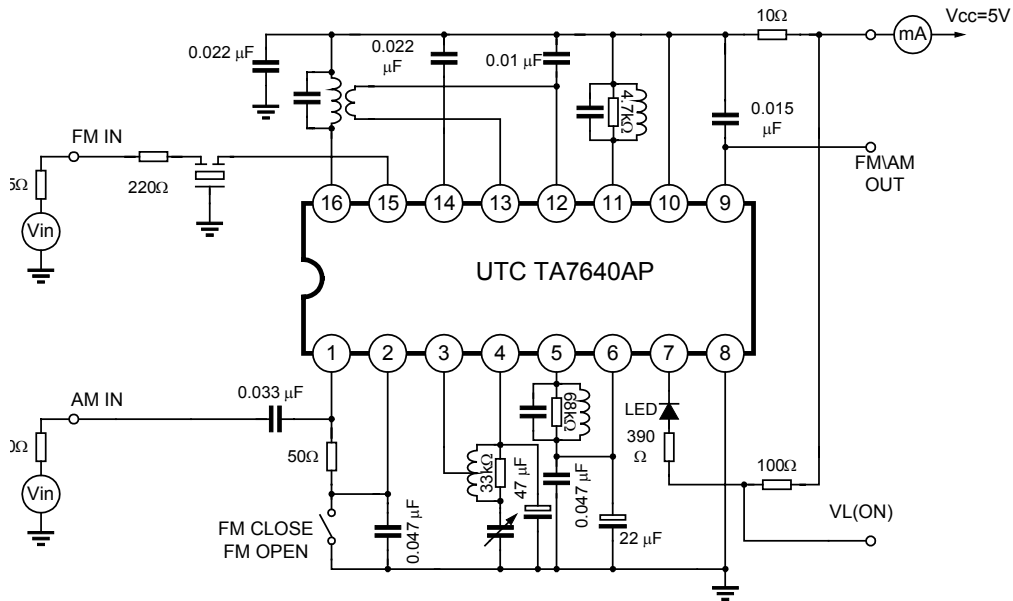 10Ω
Vcc=5V
mA
0.022 μF
0.022
μF
0.01 μF
4.7kΩ
0.015
μF
FM IN
FM\AM
OUT
5Ω
220Ω
Vin
16
15
14
13
12
11
10
9
UTC TA7640AP
1
2
3
4
5
6
7
8
0.033 μF
AM IN
LED
68kΩ
390
Ω
50Ω
33kΩ
47 μF
0.047 μF
100Ω
0Ω
Vin
0.047 μF
22 μF
VL(ON)
FM CLOSE
FM OPEN